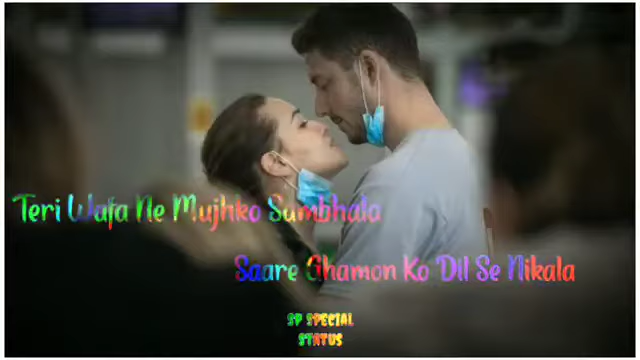 Teri Wafa Ne Mujhko Sambhala
Saare Ghamon Ko Dil Se Nikala
SP SPECIAL
STATUS